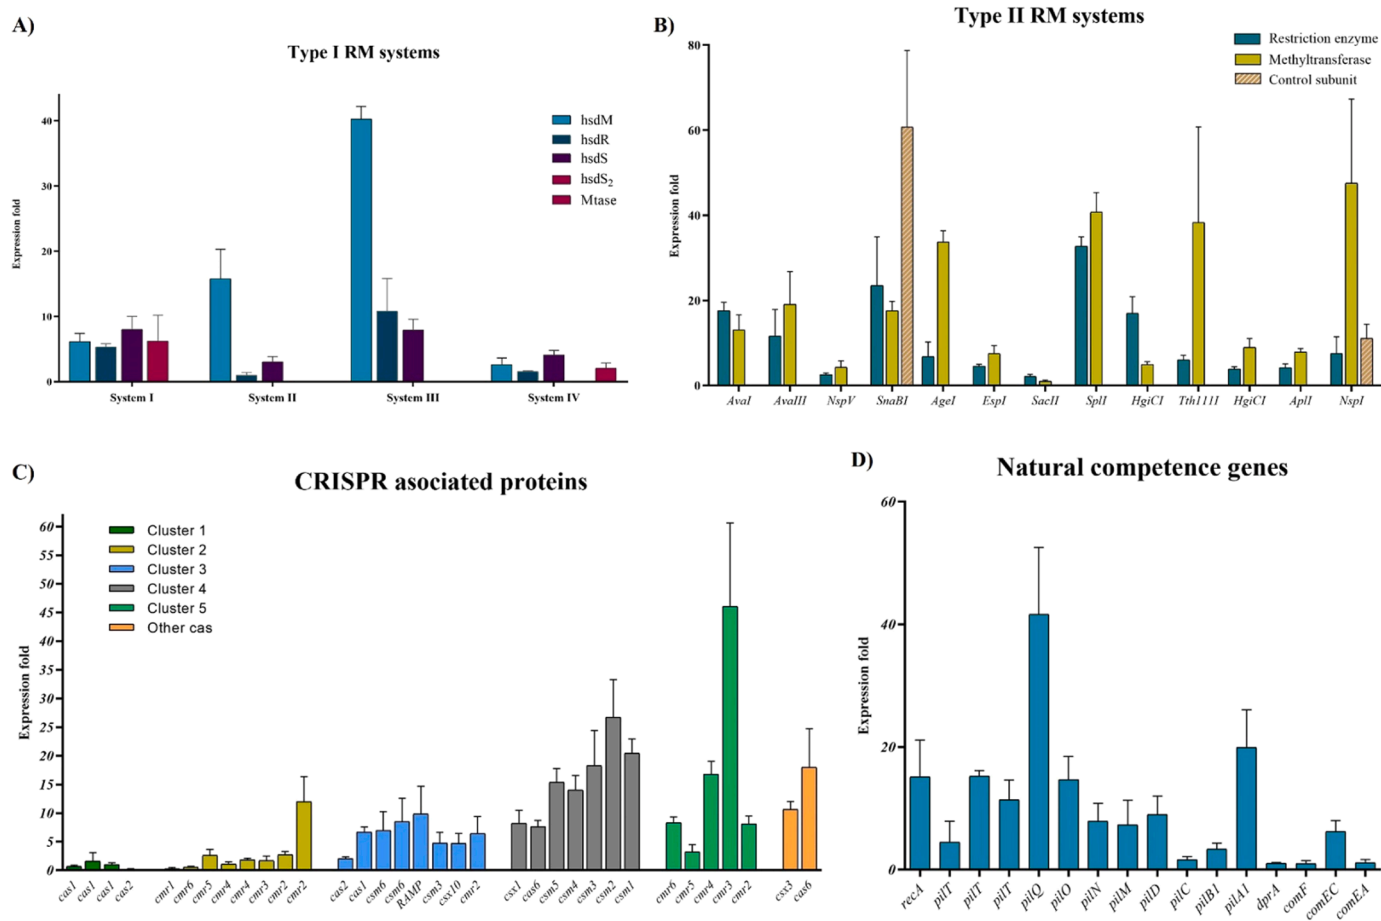 A)
Type I RM systems
Expression fold
40
30
20
10
0
hsdM
hsdR
hsdS
hsdS2
Mtase
System I System II System III System IV
B)
Type II RM systems
Expression fold
80
60
40
20
0
Restriction enzyme
Methyltransferase
Control subunit
AvaI AvaIII NspV SnaBI AgeI EspI SacII SplI HgiCI Tth111I HgiCI AplI NspI
C)
CRISPR asociated proteins
Expression fold
60
55
50
45
40
35
30
25
20
15
10
5
0
Cluster 1
Cluster 2
Cluster 3
Cluster 4
Cluster 5
Other cas
cas1 cas1 cas1 cas2 cmr1 cmr6 cmr5 cmr4 cmr4 cmr3 cmr2 cmr2 cas2 cas1 csm6 csm6 RAMP csm3 csx10 cmr2 csx1 cas6 csm5 csm4 csm3 csm2 csm1 cmr6 cmr5 cmr4 cmr3 cmr2 csx3 cas6
D)
Natural competence genes
Expression fold
60
40
20
0
recA pilT pilT pilT pilQ pilO pilN pilM pilD pilC pilB1 pilA1 dprA comF comEC comEA